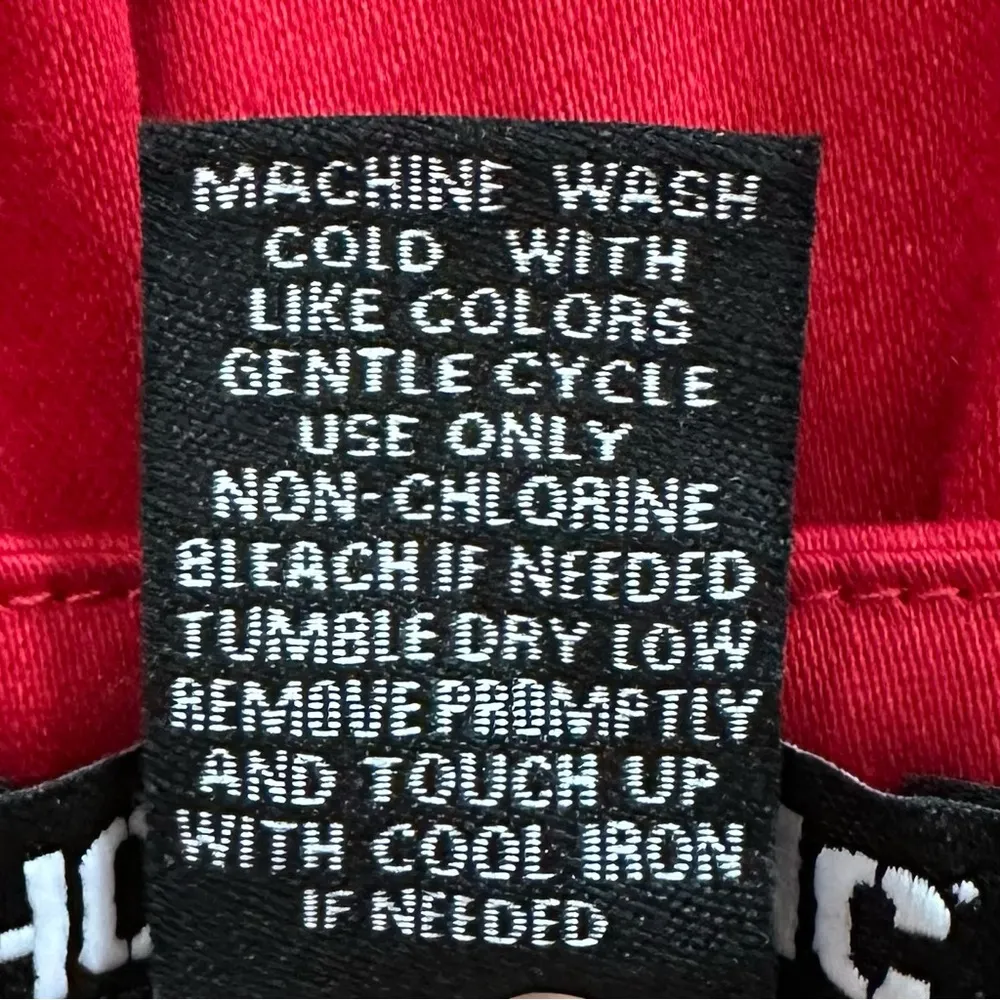 MACHINE WASH
COLD WITH
LIKE COLORS
GENTLE CYCLE
USE ONLY
NON-CHLORINE
BLEACH IF NEEDED
TUMBLE DRY LOW
REMOVE PROMPTLY
AND TOUCH UP
WITH COOL IRON
IF NEEDED